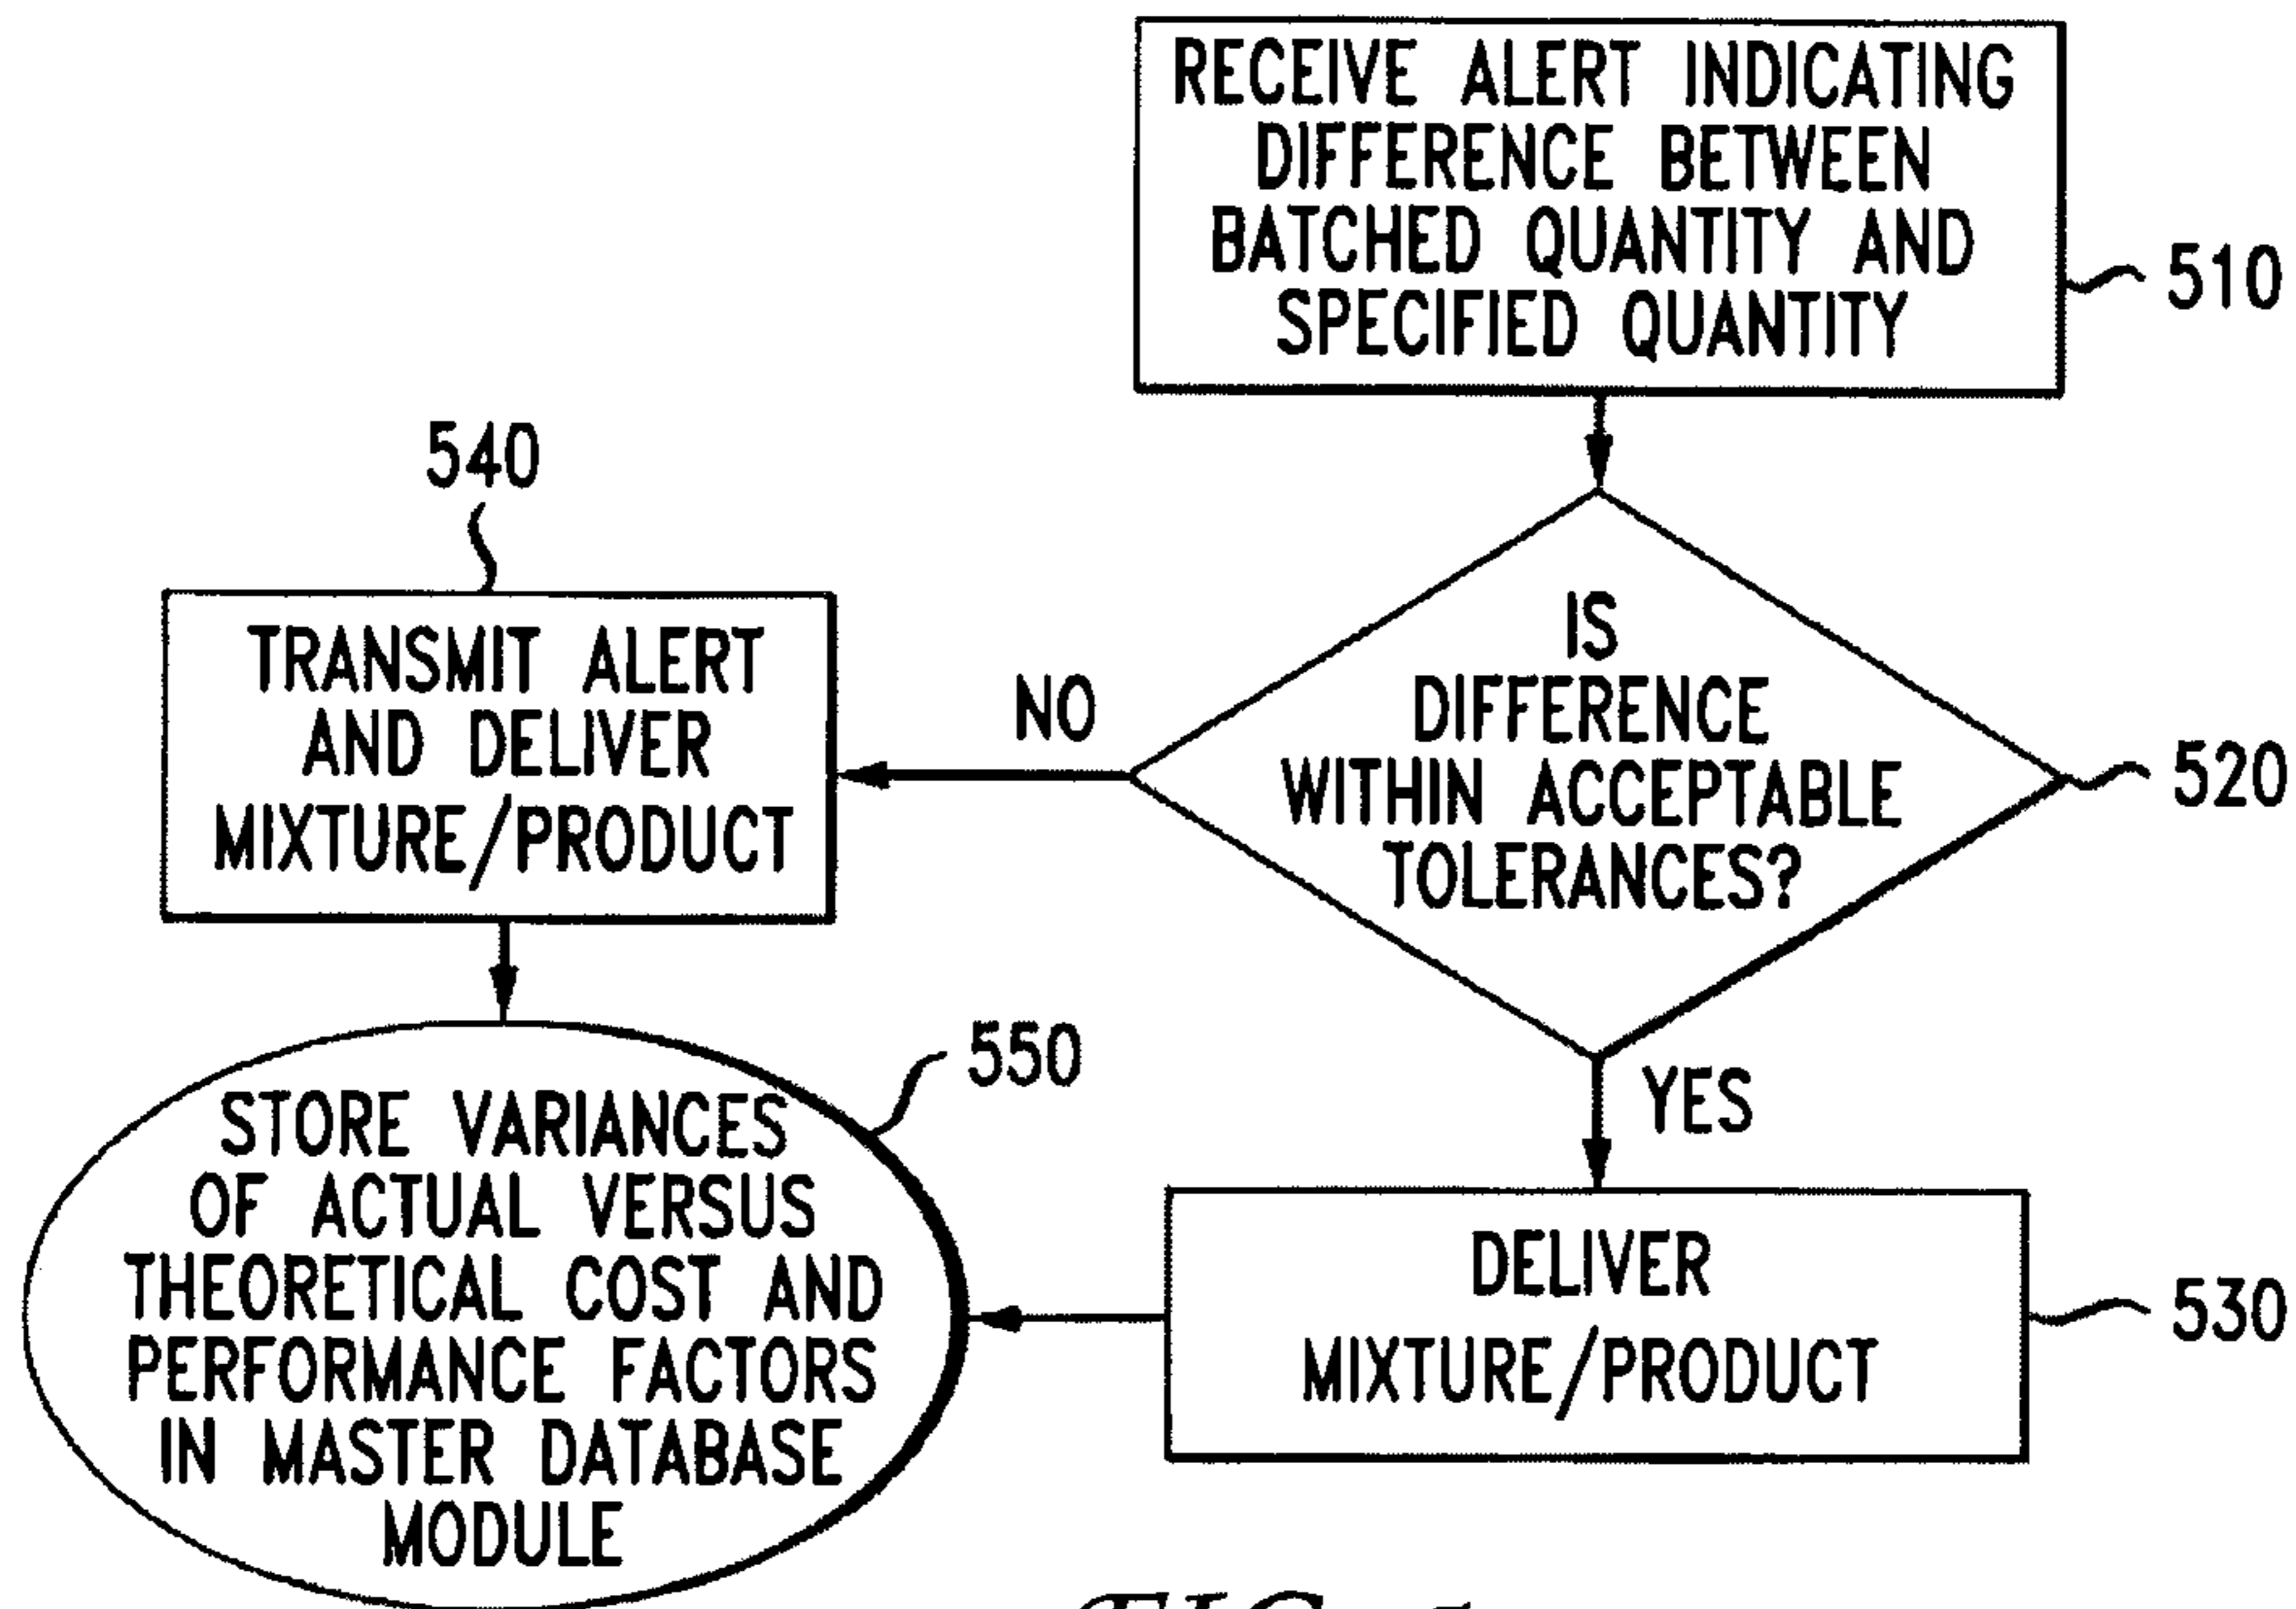 RECEIVE ALERT INDICATING
DIFFERENCE BETWEEN
BATCHED QUANTITY AND
SPECIFIED QUANTITY
510
IS
DIFFERENCE
WITHIN ACCEPTABLE
TOLERANCES?
520
NO
540
TRANSMIT ALERT
AND DELIVER
MIXTURE/PRODUCT
YES
DELIVER
MIXTURE/PRODUCT
530
550
STORE VARIANCES
OF ACTUAL VERSUS
THEORETICAL COST AND
PERFORMANCE FACTORS
IN MASTER DATABASE
MODULE